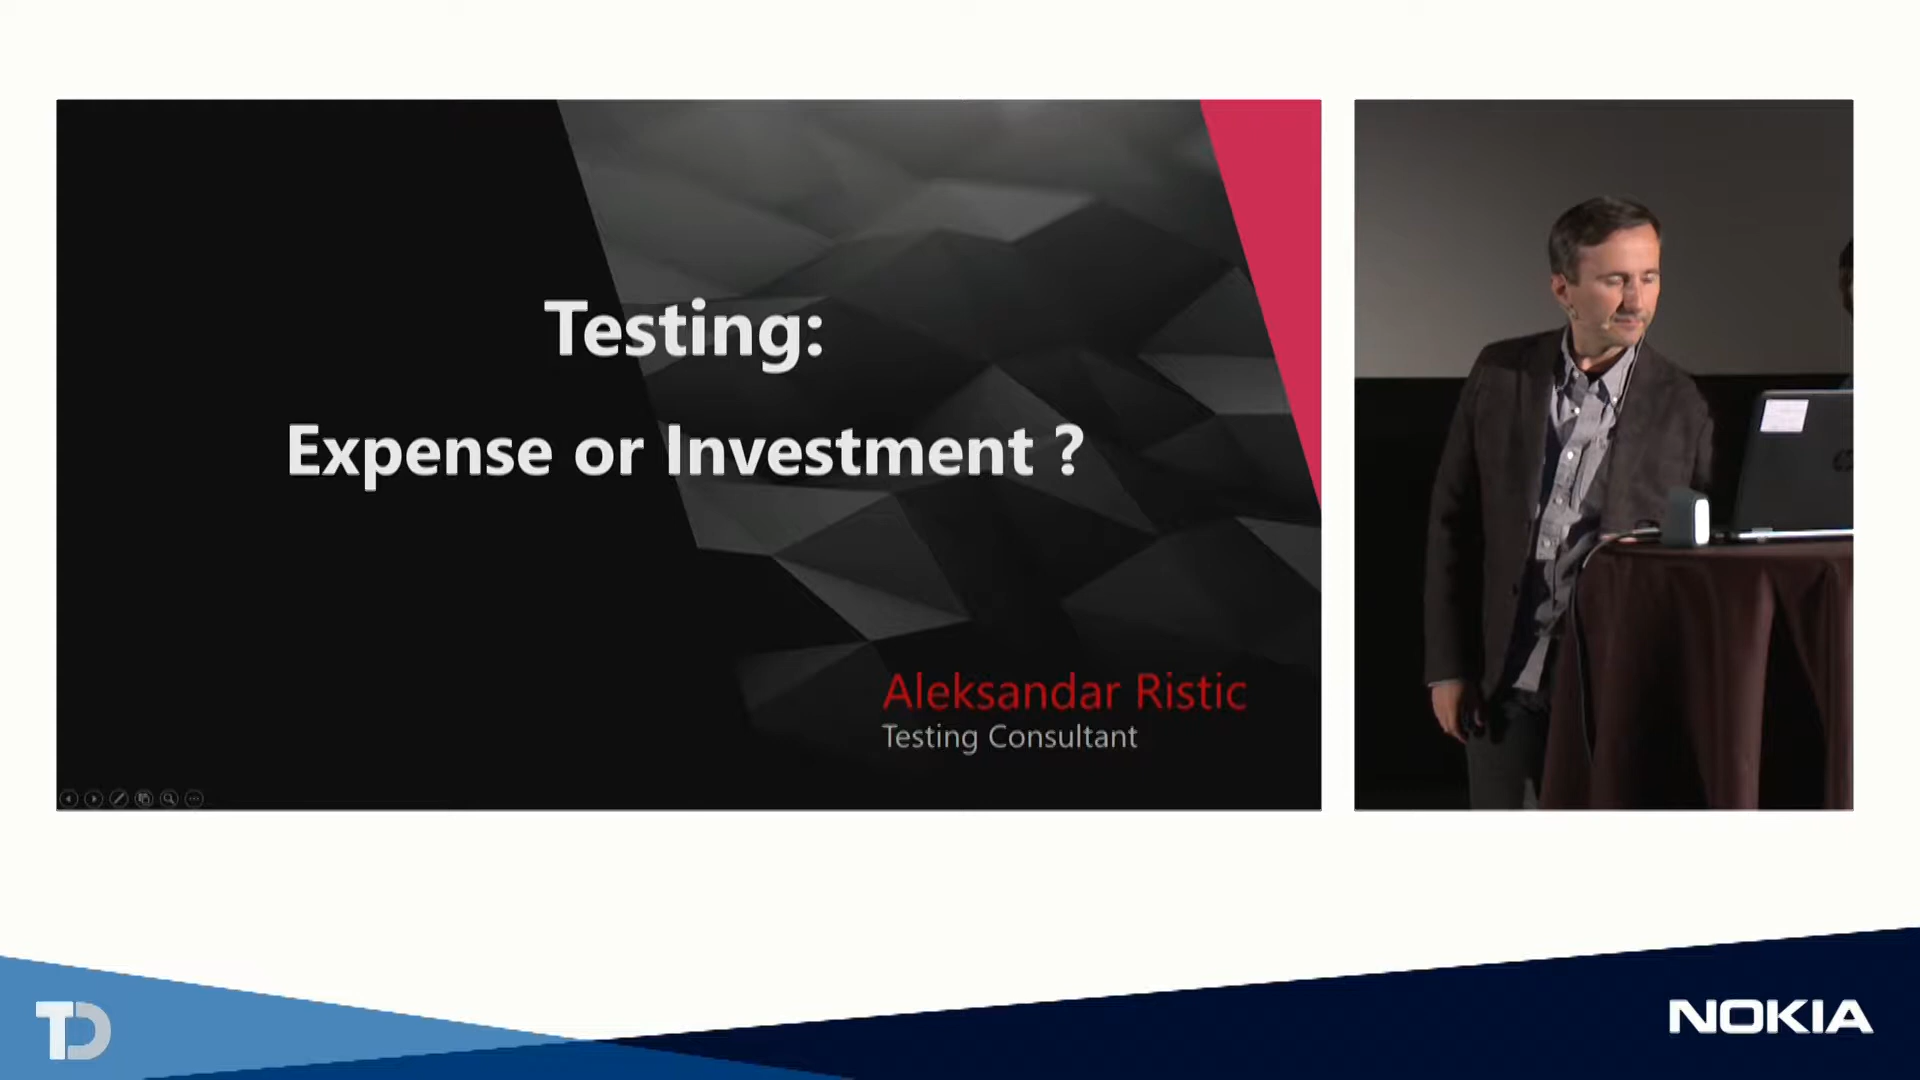 Testing:
Expense or Investment ?
Aleksandar Ristic
Testing Consultant
TD
NOKIA